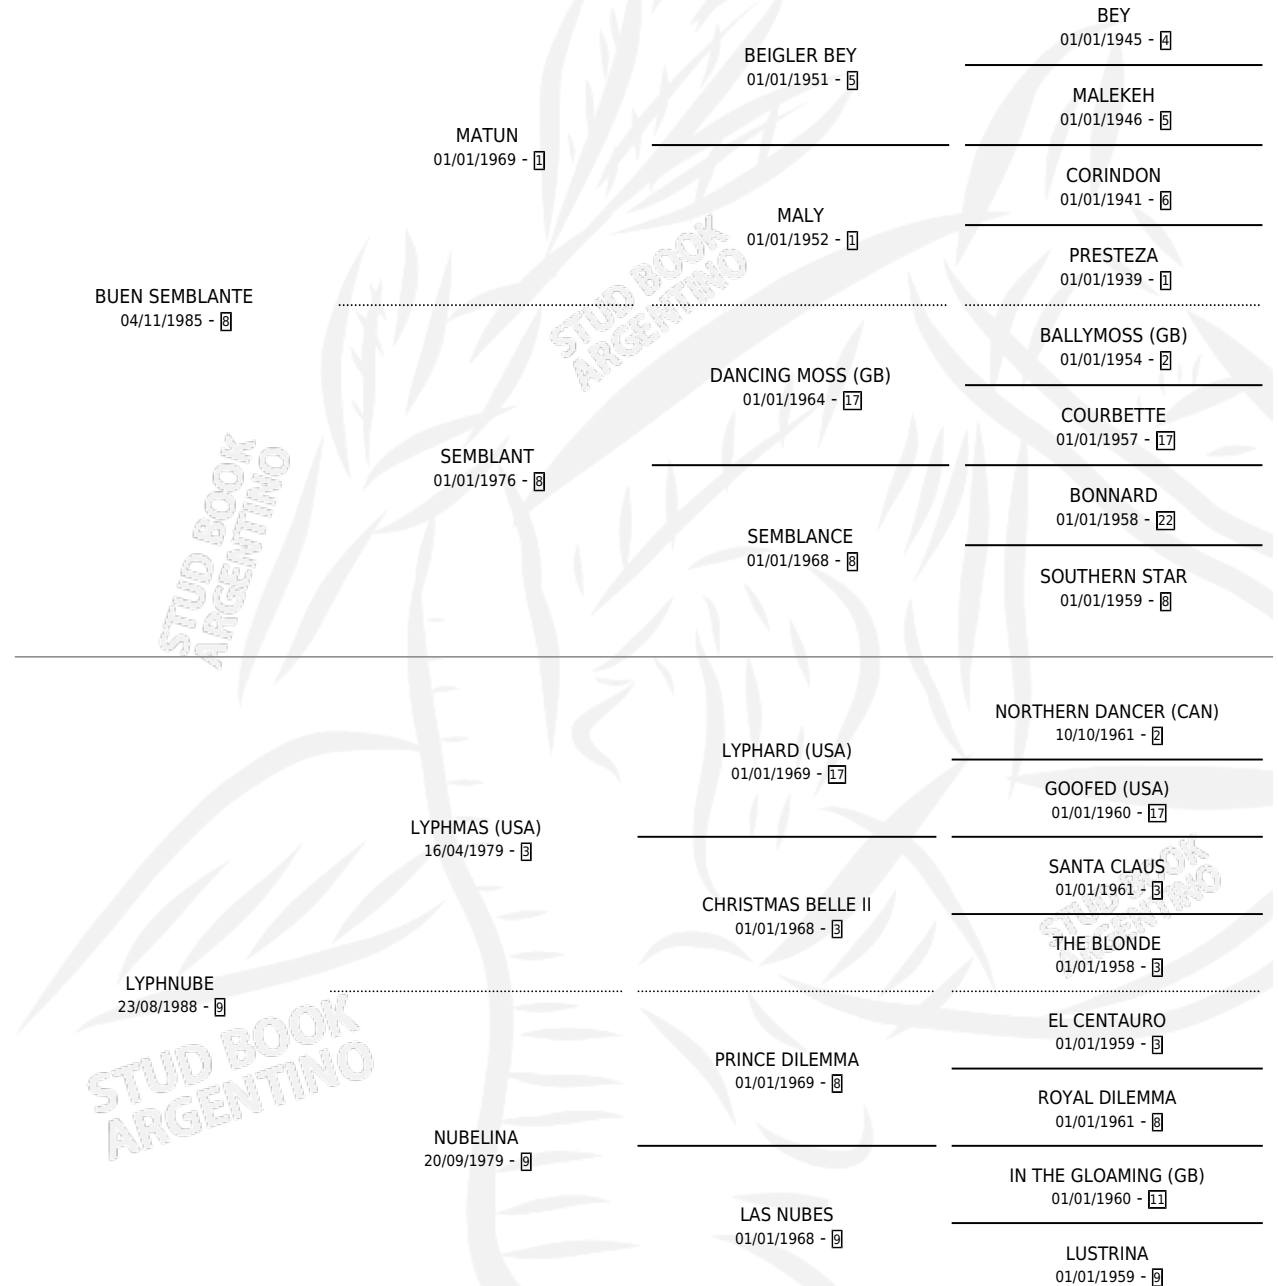 BEY
01/01/1945 - 4
BEIGLER BEY
01/01/1951 - 5
MALEKEH
01/01/1946 - 5
MATUN
01/01/1969 - 1
CORINDON
01/01/1941 - 6
MALY
01/01/1952 - 1
PRESTEZA
01/01/1939 - 1
BUEN SEMBLANTE
04/11/1985 - 8
STUD BOOK
ARGENTINO
BALLYMOSS (GB)
01/01/1954 - 2
DANCING MOSS (GB)
01/01/1964 - 17
COURBETTE
01/01/1957 - 17
SEMBLANT
01/01/1976 - 8
BONNARD
01/01/1958 - 22
SEMBLANCE
01/01/1968 - 8
SOUTHERN STAR
01/01/1959 - 8
STUD BOOK
ARGENTINO
NORTHERN DANCER (CAN)
10/10/1961 - 2
LYPHARD (USA)
01/01/1969 - 17
GOOFED (USA)
01/01/1960 - 17
LYPHMAS (USA)
16/04/1979 - 3
SANTA CLAUS
01/01/1961 - 3
CHRISTMAS BELLE II
01/01/1968 - 3
THE BLONDE
01/01/1958 - 3
STUD BOOK
ARGENTINO
LYPHNUBE
23/08/1988 - 9
EL CENTAURO
01/01/1959 - 3
PRINCE DILEMMA
01/01/1969 - 8
ROYAL DILEMMA
01/01/1961 - 8
STUD BOOK
ARGENTINO
NUBELINA
20/09/1979 - 9
IN THE GLOAMING (GB)
01/01/1960 - 11
LAS NUBES
01/01/1968 - 9
LUSTRINA
01/01/1959 - 9